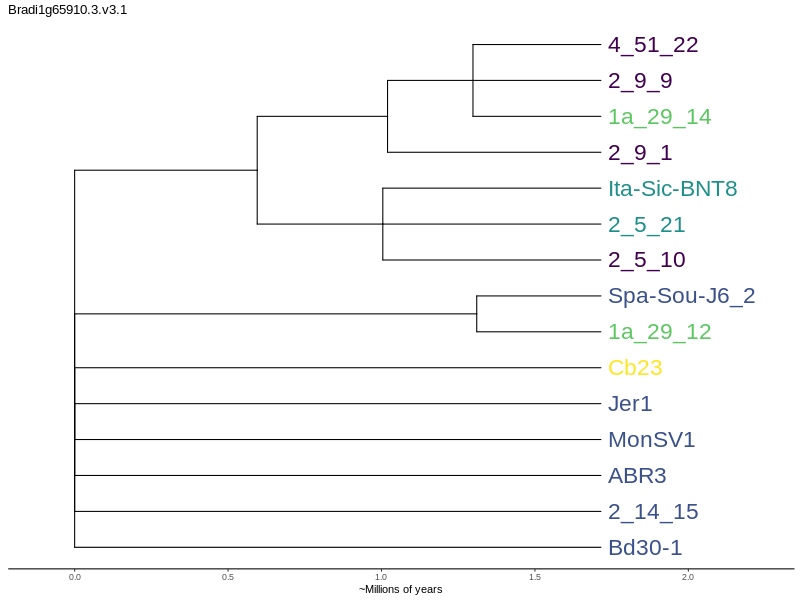 Bradi1g65910.3.v3.1
4_51_22
2_9_9
1a_29_14
2_9_1
Ita-Sic-BNT8
2_5_21
2_5_10
Spa-Sou-J6_2
1a_29_12
Cb23
Jer1
MonSV1
ABR3
2_14_15
Bd30-1
0.0 0.5 1.0 1.5 2.0
~Millions of years